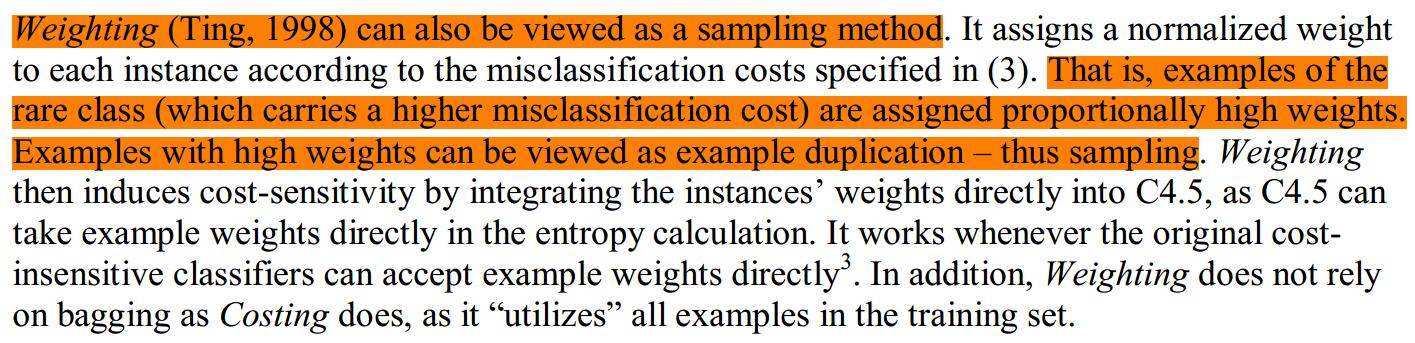 Weighting (Ting, 1998) can also be viewed as a sampling method. It assigns a normalized weight
to each instance according to the misclassification costs specified in (3). That is, examples of the
rare class (which carries a higher misclassification cost) are assigned proportionally high weights.
Examples with high weights can be viewed as example duplication – thus sampling. Weighting
then induces cost-sensitivity by integrating the instances’ weights directly into C4.5, as C4.5 can
take example weights directly in the entropy calculation. It works whenever the original cost-
insensitive classifiers can accept example weights directly³. In addition, Weighting does not rely
on bagging as Costing does, as it “utilizes” all examples in the training set.